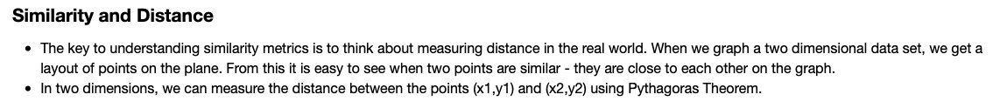 Similarity and Distance
• The key to understanding similarity metrics is to think about measuring distance in the real world. When we graph a two dimensional data set, we get a
layout of points on the plane. From this it is easy to see when two points are similar - they are close to each other on the graph.
• In two dimensions, we can measure the distance between the points (x1,y1) and (x2,y2) using Pythagoras Theorem.